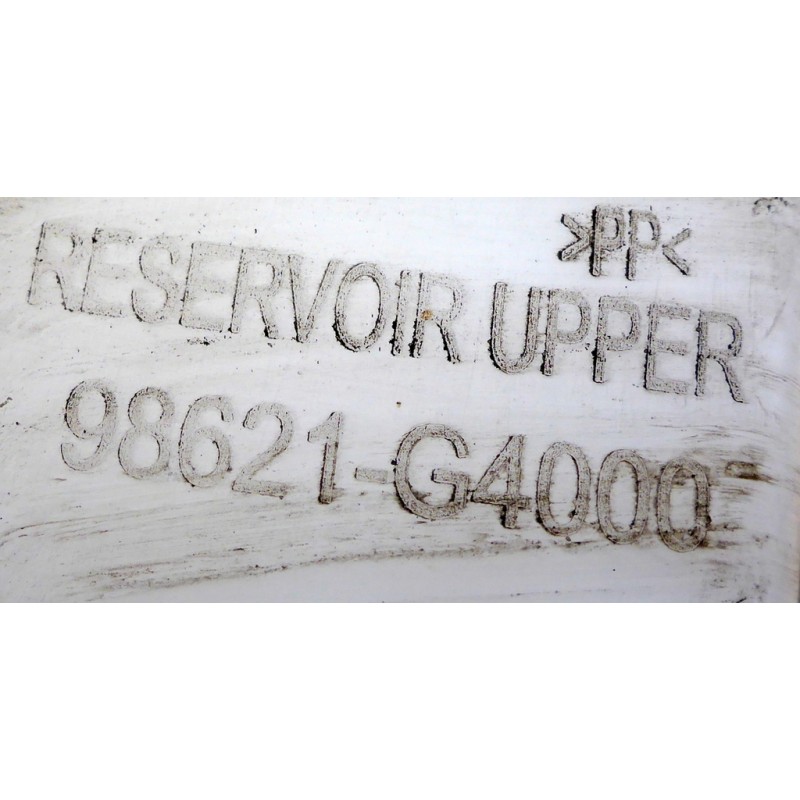 >PP<
RESERVOIR UPPER
98621-G4000